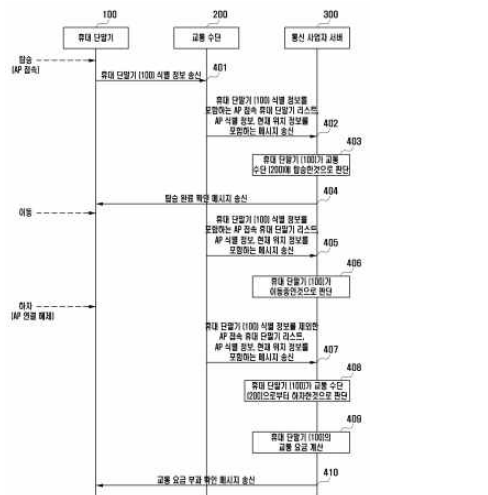 100
200
300
휴대 단말기
교통 수단
통신 사업자 서버
탑승
(AP 접속)
휴대 단말기 (100) 식별 정보 송신
401
휴대 단말기 (100) 식별 정보를
포함하는 AP 접속 휴대 단말기 리스트,
AP 식별 정보, 현재 위치 정보를
포함하는 메시지 송신
402
403
휴대 단말기 (100)가 교통
수단 (200)에 탑승한것으로 판단
404
탑승 완료 확인 메시지 송신
이동
휴대 단말기 (100) 식별 정보를
포함하는 AP 접속 휴대 단말기 리스트,
AP 식별 정보, 현재 위치 정보를
포함하는 메시지 송신
405
406
휴대 단말기 (100)가
이동중인것으로 판단
하차
(AP 연결 해제)
휴대 단말기 (100) 식별 정보를 제외한
AP 접속 휴대 단말기 리스트,
AP 식별 정보, 현재 위치 정보를
포함하는 메시지 송신
407
408
휴대 단말기 (100)가 교통 수단
(200)으로부터 하차한것으로 판단
409
휴대 단말기 (100)의
교통 요금 계산
410
교통 요금 부과 확인 메시지 송신